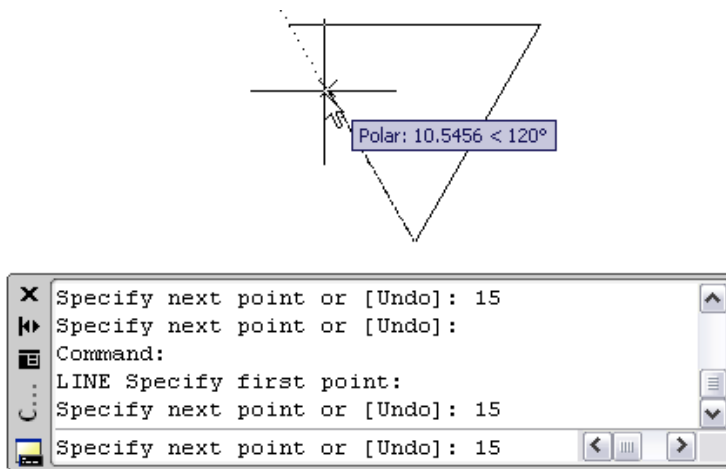 Polar: 10.5456 < 120°
Specify next point or [Undo]: 15
Specify next point or [Undo]:
Command:
LINE Specify first point:
Specify next point or [Undo]: 15
Specify next point or [Undo]: 15